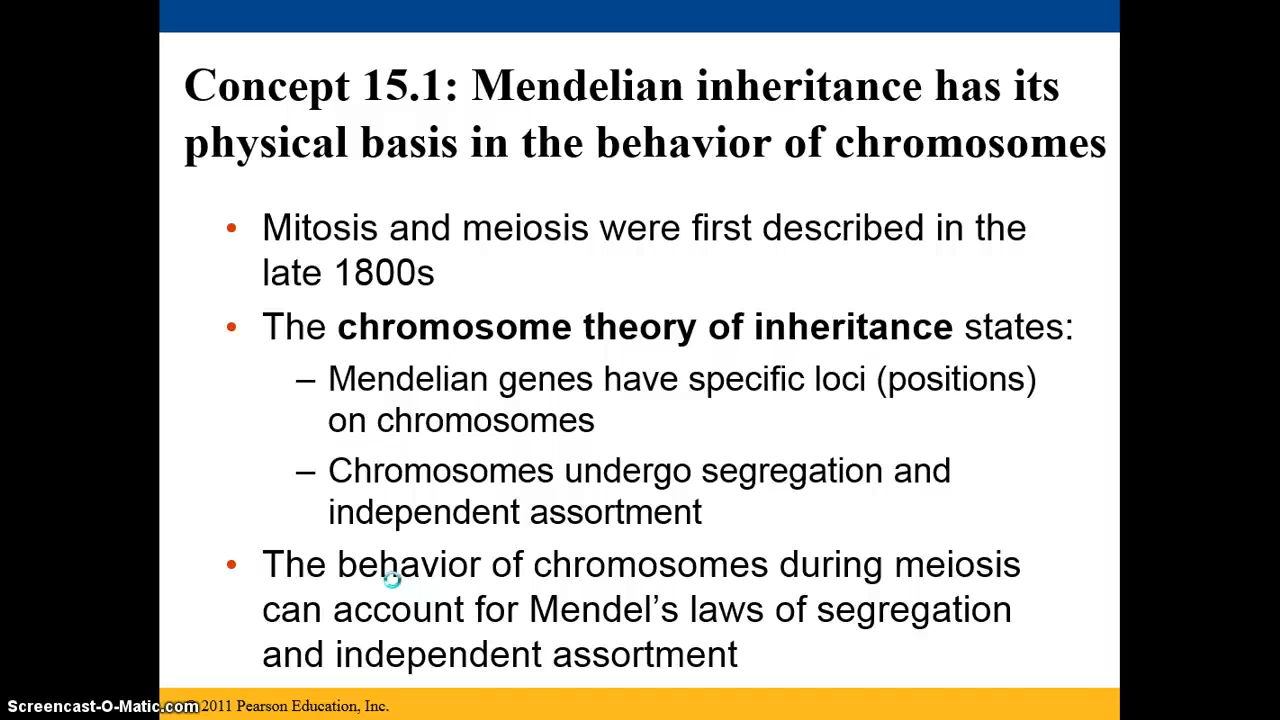 Concept 15.1: Mendelian inheritance has its
physical basis in the behavior of chromosomes
• Mitosis and meiosis were first described in the
late 1800s
• The chromosome theory of inheritance states:
– Mendelian genes have specific loci (positions)
on chromosomes
– Chromosomes undergo segregation and
independent assortment
• The behavior of chromosomes during meiosis
can account for Mendel’s laws of segregation
and independent assortment
Screencast-O-Matic.com 2011 Pearson Education, Inc.